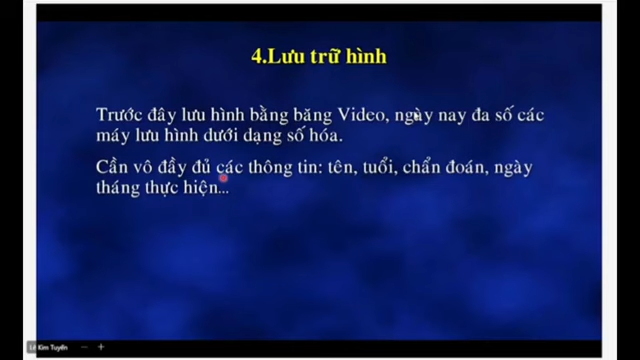 4.Lưu trữ hình
Trước đây lưu hình bằng băng Video, ngày nay đa số các
máy lưu hình dưới dạng số hóa.
Cần vô đầy đủ các thông tin: tên, tuổi, chẩn đoán, ngày
tháng thực hiện...
Lê Kim Tuyến